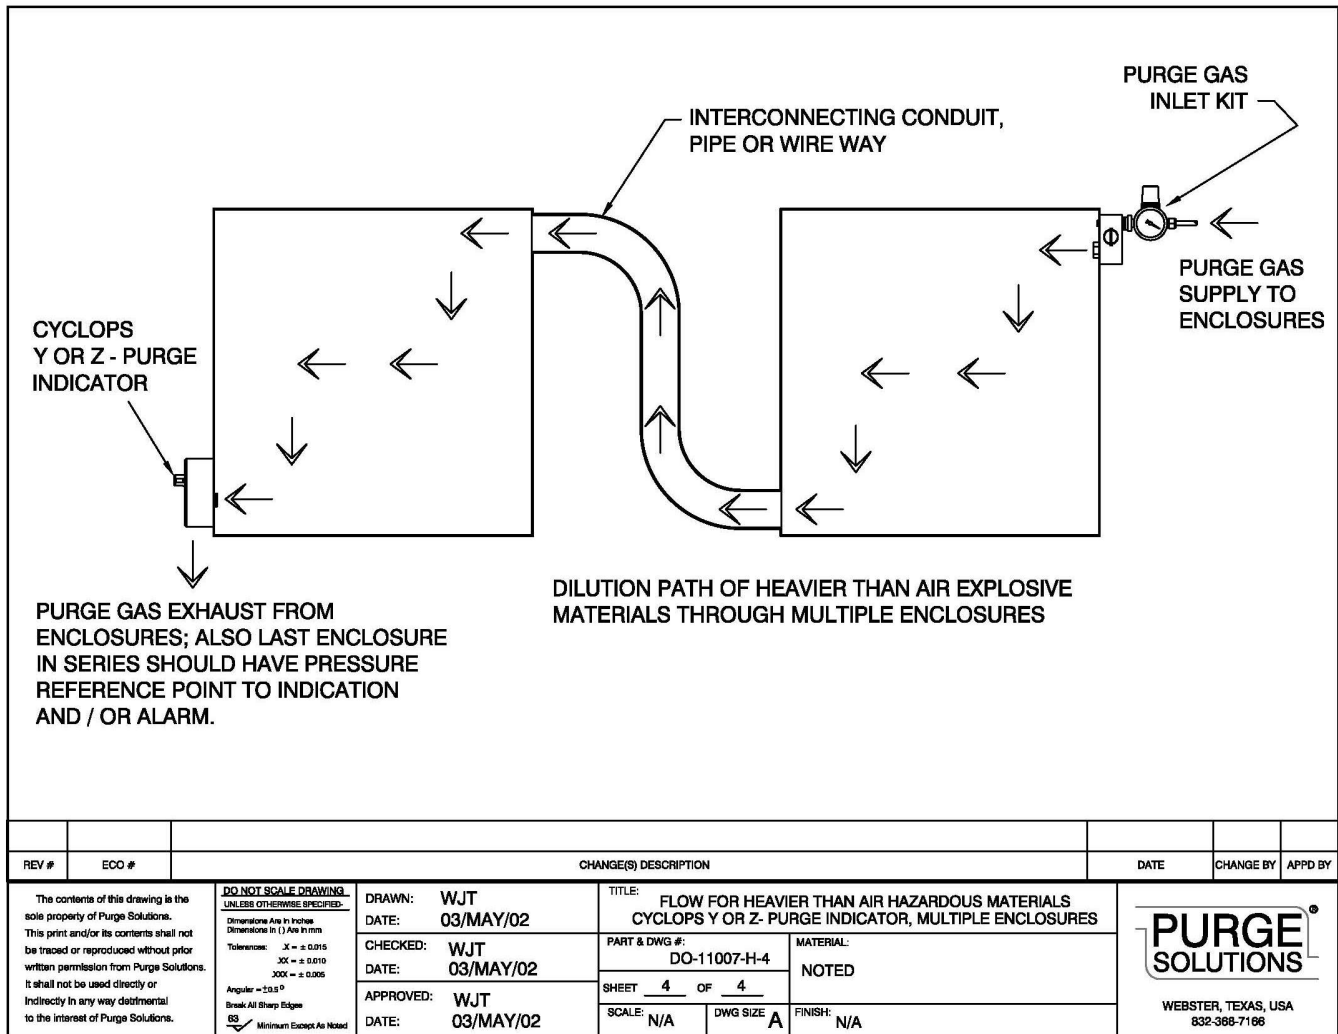 PURGE GAS
INLET KIT
INTERCONNECTING CONDUIT,
PIPE OR WIRE WAY
PURGE GAS
SUPPLY TO
ENCLOSURES
CYCLOPS
Y OR Z - PURGE
INDICATOR
DILUTION PATH OF HEAVIER THAN AIR EXPLOSIVE
MATERIALS THROUGH MULTIPLE ENCLOSURES
PURGE GAS EXHAUST FROM
ENCLOSURES; ALSO LAST ENCLOSURE
IN SERIES SHOULD HAVE PRESSURE
REFERENCE POINT TO INDICATION
AND / OR ALARM.
REV # ECO # CHANGE(S) DESCRIPTION DATE CHANGE BY APPD BY
The contents of this drawing is the
sole property of Purge Solutions.
This print and/or its contents shall not
be traced or reproduced without prior
written permission from Purge Solutions.
It shall not be used directly or
Indirectly in any way detrimental
to the interest of Purge Solutions.
DO NOT SCALE DRAWING
UNLESS OTHERWISE SPECIFIED-
Dimensions Are In Inches
Dimensions In ( ) Are In mm
Tolerances: .X = ± 0.015
.XX = ± 0.010
.XXX = ± 0.005
Angular = ±0.5°
Break All Sharp Edges
63 Minimum Except As Noted
DRAWN: WJT
DATE: 03/MAY/02
CHECKED: WJT
DATE: 03/MAY/02
APPROVED: WJT
DATE: 03/MAY/02
TITLE: FLOW FOR HEAVIER THAN AIR HAZARDOUS MATERIALS
CYCLOPS Y OR Z- PURGE INDICATOR, MULTIPLE ENCLOSURES
PART & DWG #:
DO-11007-H-4
MATERIAL:
NOTED
SHEET 4 OF 4
SCALE: N/A
DWG SIZE A
FINISH: N/A
PURGE ®
SOLUTIONS
WEBSTER, TEXAS, USA
832-368-7166